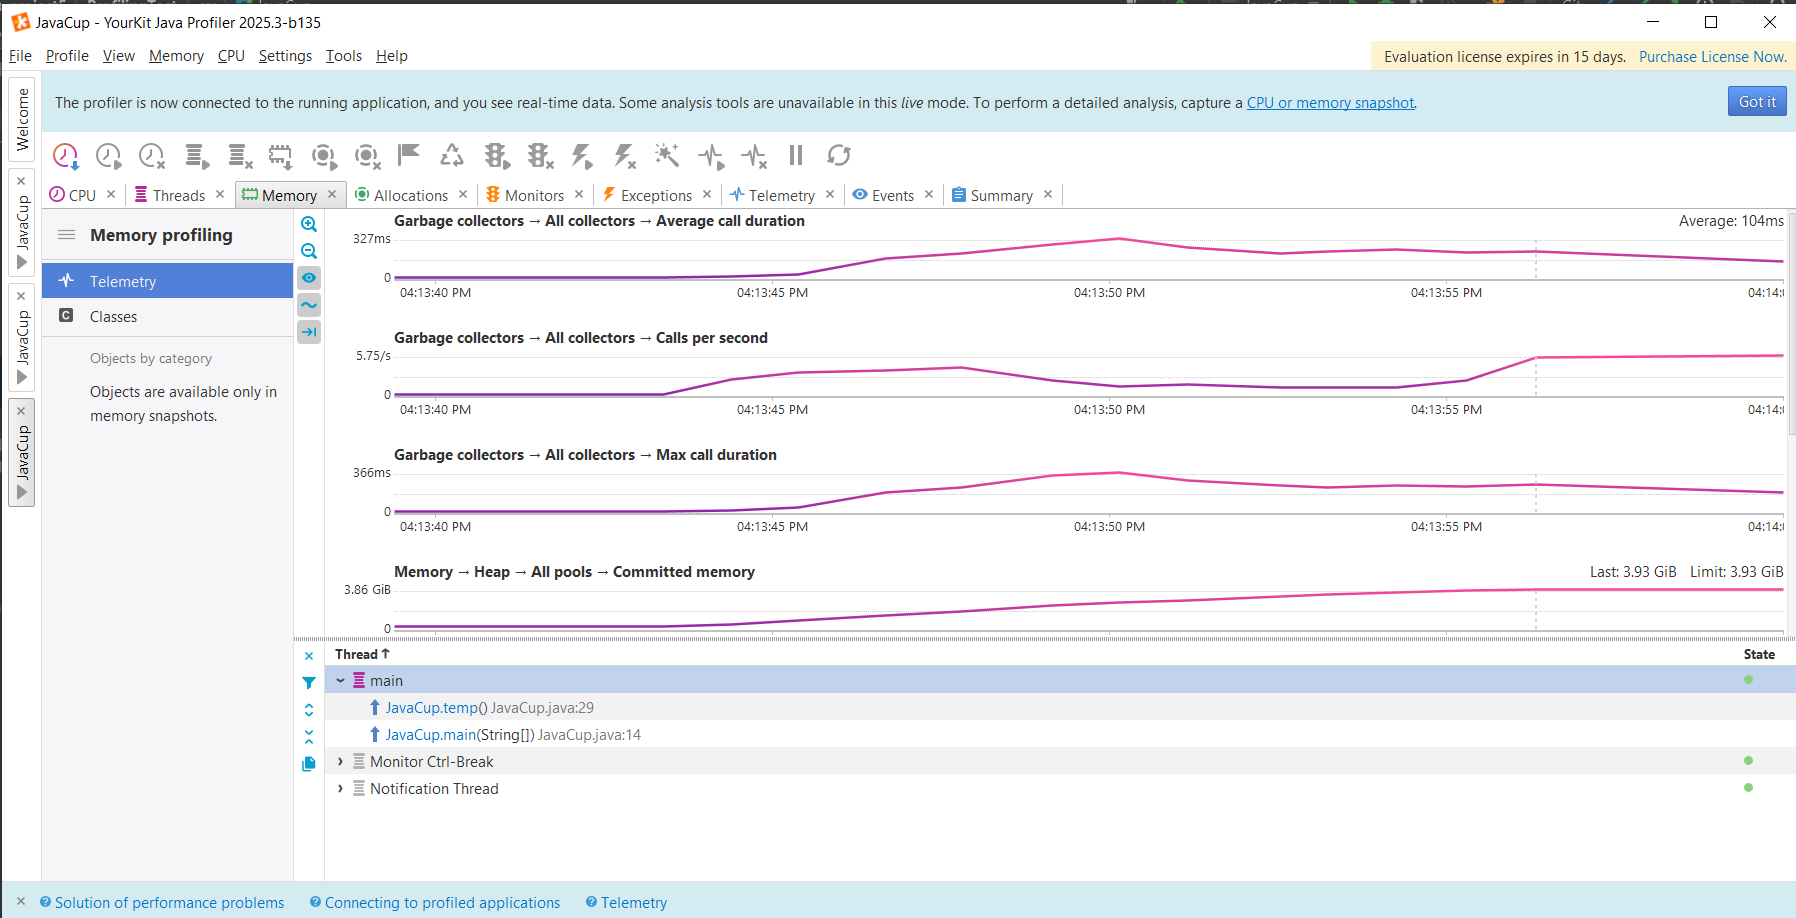 JavaCup - YourKit Java Profiler 2025.3-b135
File Profile View Memory CPU Settings Tools Help
Evaluation license expires in 15 days. Purchase License Now.
The profiler is now connected to the running application, and you see real-time data. Some analysis tools are unavailable in this live mode. To perform a detailed analysis, capture a CPU or memory snapshot.
Got it
Welcome
JavaCup
JavaCup
JavaCup
CPU Threads Memory Allocations Monitors Exceptions Telemetry Events Summary
Memory profiling
Telemetry
Classes
Objects by category
Objects are available only in
memory snapshots.
Garbage collectors → All collectors → Average call duration Average: 104ms
327ms
0
04:13:40 PM 04:13:45 PM 04:13:50 PM 04:13:55 PM 04:14:
Garbage collectors → All collectors → Calls per second
5.75/s
0
04:13:40 PM 04:13:45 PM 04:13:50 PM 04:13:55 PM 04:14:
Garbage collectors → All collectors → Max call duration
366ms
0
04:13:40 PM 04:13:45 PM 04:13:50 PM 04:13:55 PM 04:14:
Memory → Heap → All pools → Committed memory Last: 3.93 GiB Limit: 3.93 GiB
3.86 GiB
0
Thread ↑ State
main
JavaCup.temp() JavaCup.java:29
JavaCup.main(String[]) JavaCup.java:14
Monitor Ctrl-Break
Notification Thread
Solution of performance problems Connecting to profiled applications Telemetry